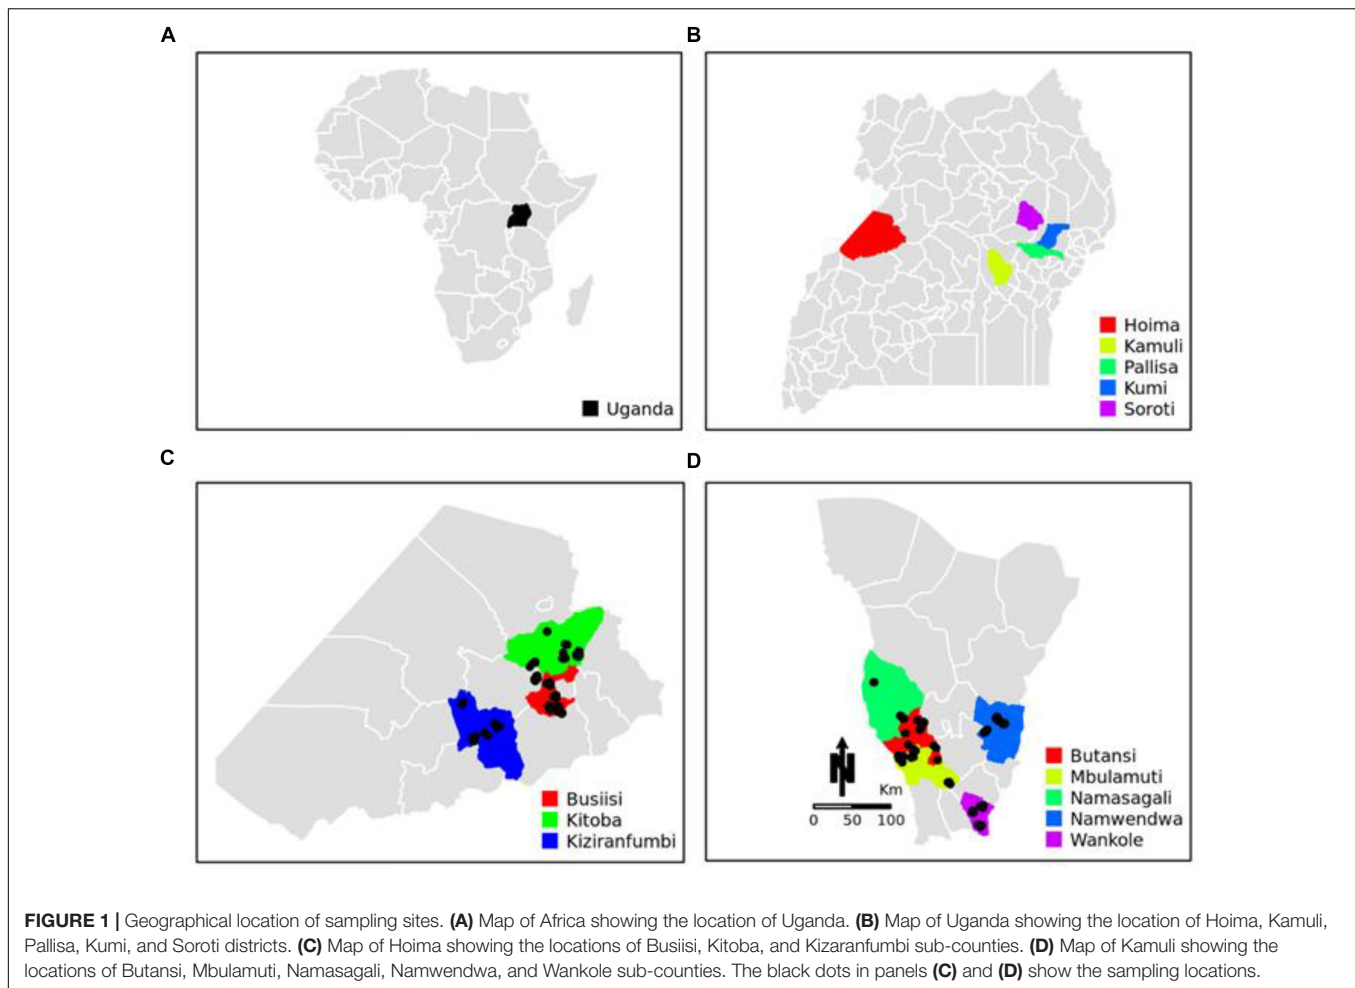 A
B
Uganda
Hoima
Kamuli
Pallisa
Kumi
Soroti
C
D
Busiisi
Kitoba
Kiziranfumbi
N
Km
0 50 100
Butansi
Mbulamuti
Namasagali
Namwendwa
Wankole
FIGURE 1 | Geographical location of sampling sites. (A) Map of Africa showing the location of Uganda. (B) Map of Uganda showing the location of Hoima, Kamuli,
Pallisa, Kumi, and Soroti districts. (C) Map of Hoima showing the locations of Busiisi, Kitoba, and Kizaranfumbi sub-counties. (D) Map of Kamuli showing the
locations of Butansi, Mbulamuti, Namasagali, Namwendwa, and Wankole sub-counties. The black dots in panels (C) and (D) show the sampling locations.